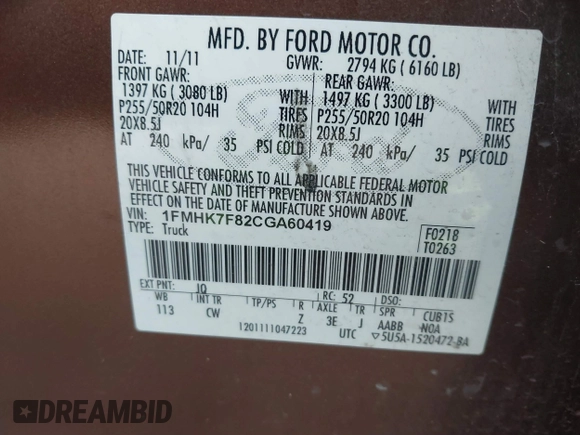 MFD. BY FORD MOTOR CO.
DATE: 11/11 GVWR: 2794 KG ( 6160 LB)
FRONT GAWR: REAR GAWR:
1397 KG ( 3080 LB) WITH 1497 KG ( 3300 LB) WITH
P255/50R20 104H TIRES P255/50R20 104H TIRES
20X8.5J RIMS 20X8.5J RIMS
AT 240 kPa/ 35 PSI COLD AT 240 kPa/ 35 PSI COLD
THIS VEHICLE CONFORMS TO ALL APPLICABLE FEDERAL MOTOR
VEHICLE SAFETY AND THEFT PREVENTION STANDARDS IN
EFFECT ON THE DATE OF MANUFACTURE SHOWN ABOVE.
VIN: 1FMHK7F82CGA60419 F0218
TYPE: Truck T0263
EXT PNT: JQ RC: 52 DSO:
WB INT TR TP/PS R AXLE TR SPR CUBTS
113 CW Z 3E J AABB NOA
1201111047223 UTC ▽5U5A-1520472-BA
DREAMBID